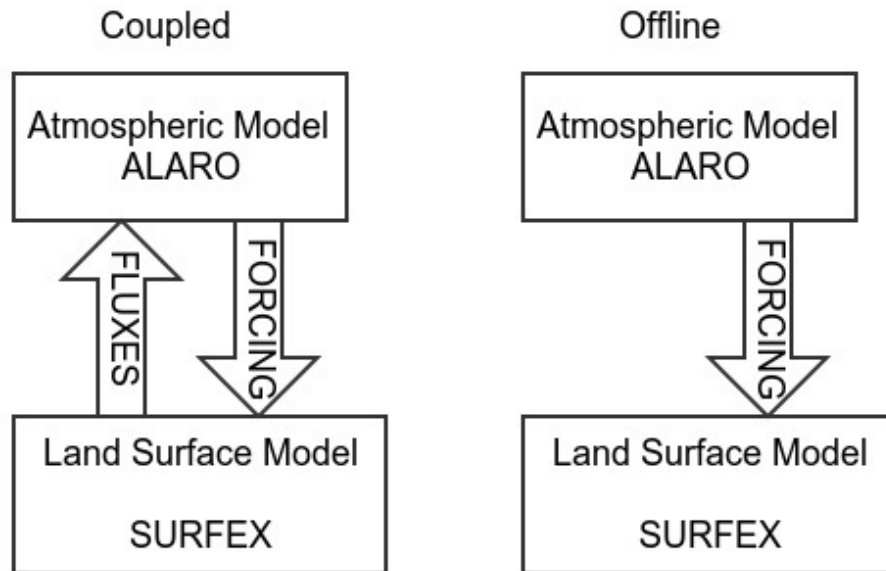 Coupled
Atmospheric Model
ALARO
FLUXES
FORCING
Land Surface Model
SURFEX
Offline
Atmospheric Model
ALARO
FORCING
Land Surface Model
SURFEX